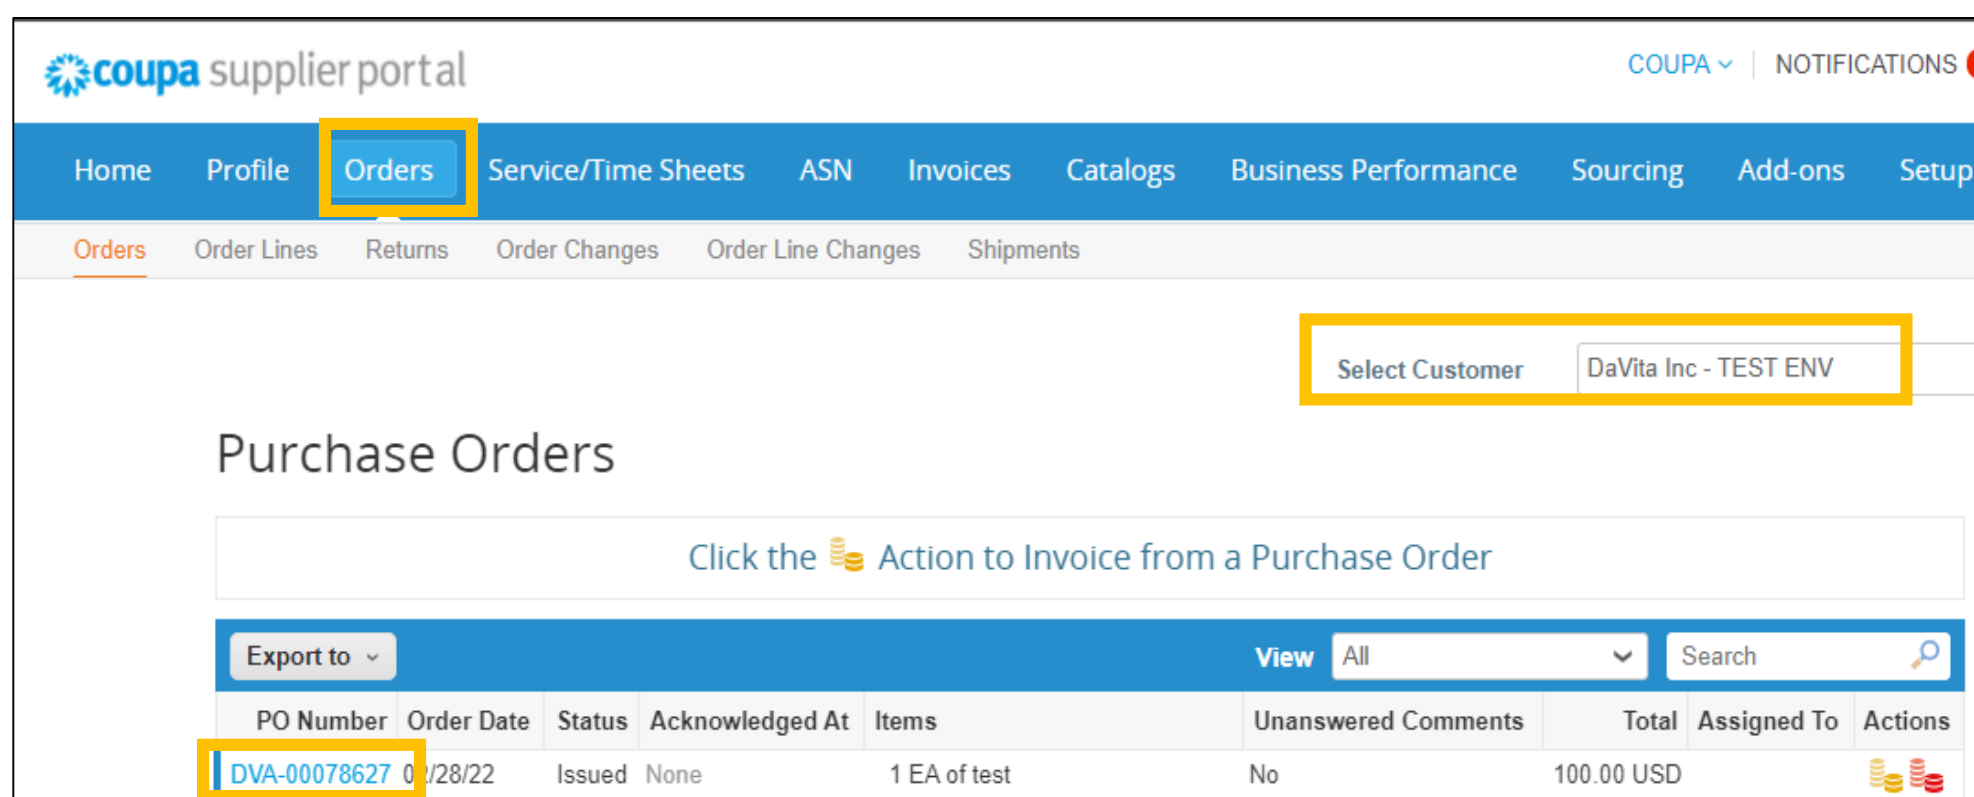 coupa supplier portal
COUPA
NOTIFICATIONS
Home Profile Orders Service/Time Sheets ASN Invoices Catalogs Business Performance Sourcing Add-ons Setup
Orders Order Lines Returns Order Changes Order Line Changes Shipments
Select Customer DaVita Inc - TEST ENV
Purchase Orders
Click the Action to Invoice from a Purchase Order
Export to View All Search
PO Number Order Date Status Acknowledged At Items Unanswered Comments Total Assigned To Actions
DVA-00078627 /28/22 Issued None 1 EA of test No 100.00 USD